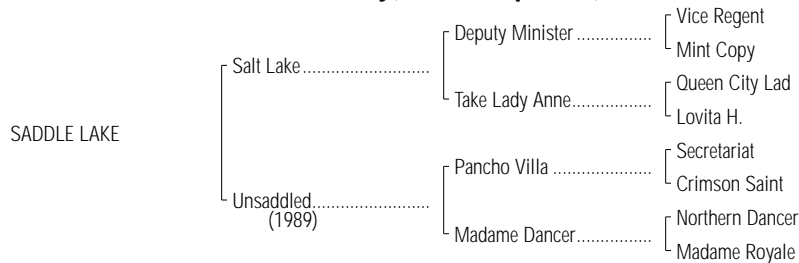 Vice Regent
Deputy Minister ................
Mint Copy
Salt Lake...........................
Queen City Lad
Take Lady Anne.................
Lovita H.
SADDLE LAKE
Secretariat
Pancho Villa .....................
Crimson Saint
Unsaddled.........................
(1989)
Northern Dancer
Madame Dancer................
Madame Royale